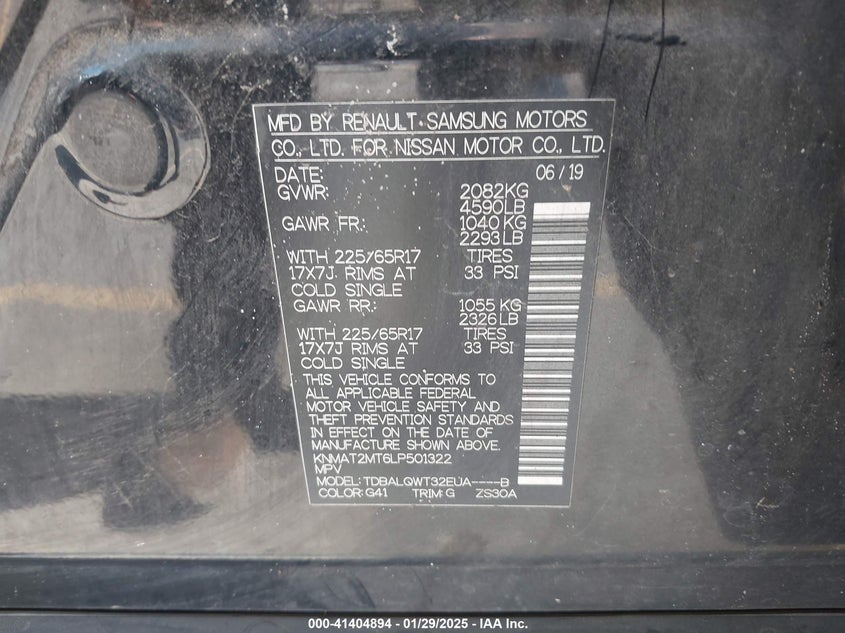 MFD BY RENAULT·SAMSUNG MOTORS
CO., LTD. FOR NISSAN MOTOR CO., LTD.
DATE: 06/19
GVWR: 2082KG
4590LB
GAWR FR: 1040KG
2293LB
WITH 225/65R17 TIRES
17X7J RIMS AT 33 PSI
COLD SINGLE
GAWR RR: 1055 KG
2326LB
WITH 225/65R17 TIRES
17X7J RIMS AT 33 PSI
COLD SINGLE
THIS VEHICLE CONFORMS TO
ALL APPLICABLE FEDERAL
MOTOR VEHICLE SAFETY AND
THEFT PREVENTION STANDARDS
IN EFFECT ON THE DATE OF
MANUFACTURE SHOWN ABOVE.
KNMAT2MT6LP501322
MPV
MODEL: TDBALQWT32EUA----B
COLOR: G41 TRIM: G ZS30A
000-41404894 - 01/29/2025 - IAA Inc.